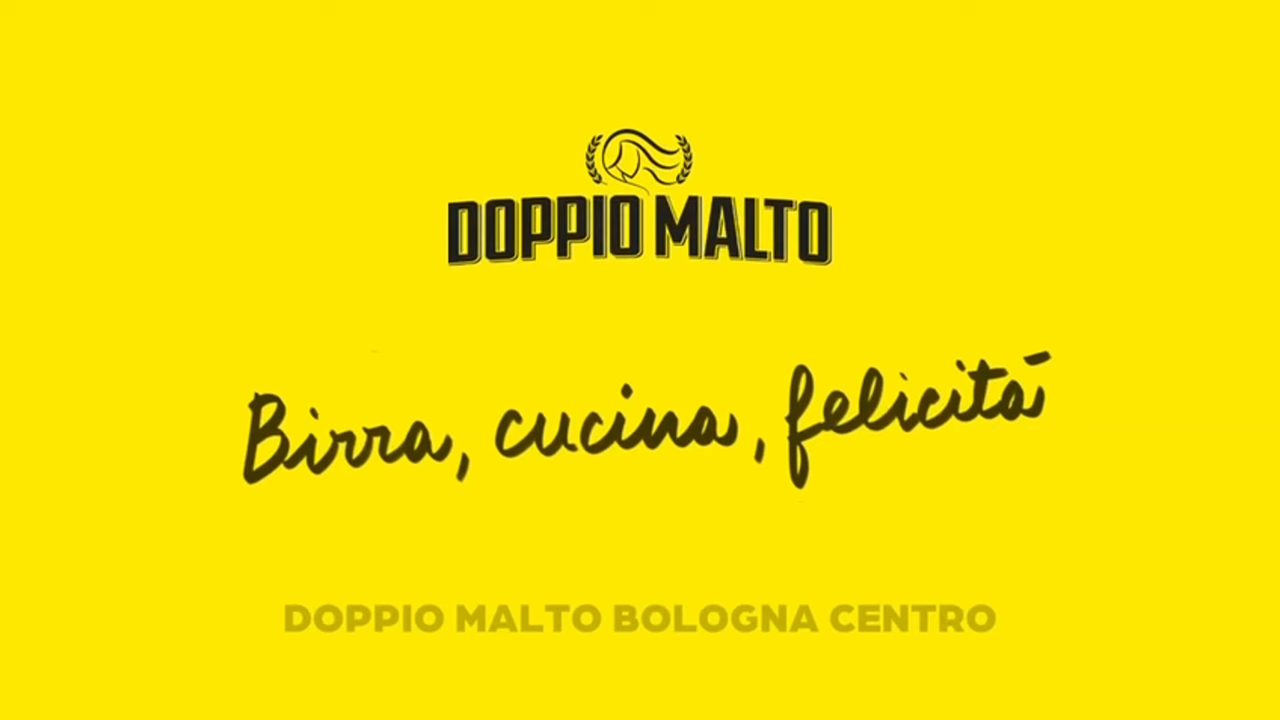 DOPPIO MALTO
Birra, cucina, felicità
DOPPIO MALTO BOLOGNA CENTRO